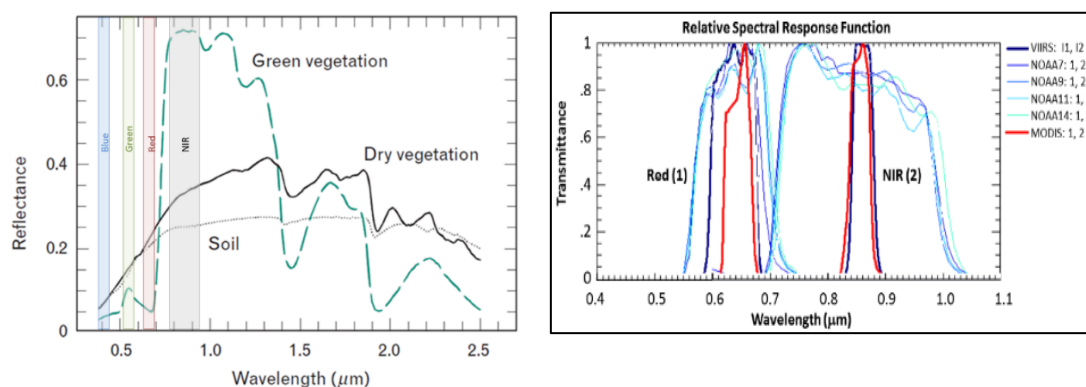 Blue
Green
Red
NIR
Green vegetation
Dry vegetation
Soil
Reflectance
0.6
0.4
0.2
0
0.5
1.0
1.5
2.0
2.5
Wavelength (μm)
Relative Spectral Response Function
Transmittance
1
.8
.6
.4
.2
0
Red (1)
NIR (2)
0.4
0.5
0.6
0.7
0.8
0.9
1.0
1.1
Wavelength (μm)
VIIRS: I1, I2
NOAA7: 1, 2
NOAA9: 1, 2
NOAA11: 1,
NOAA14: 1,
MODIS: 1, 2